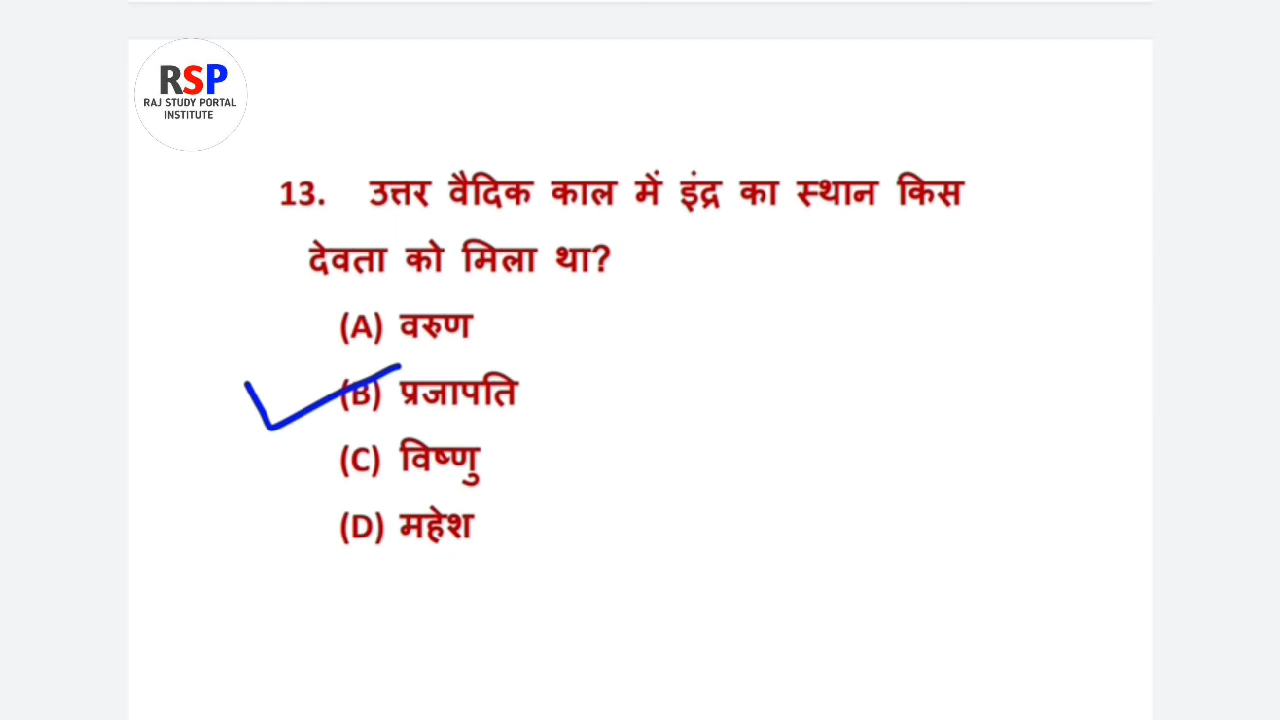 RSP
RAJ STUDY PORTAL
INSTITUTE
13. उत्तर वैदिक काल में इंद्र का स्थान किस
देवता को मिला था?
(A) वरुण
(B) प्रजापति
(C) विष्णु
(D) महेश